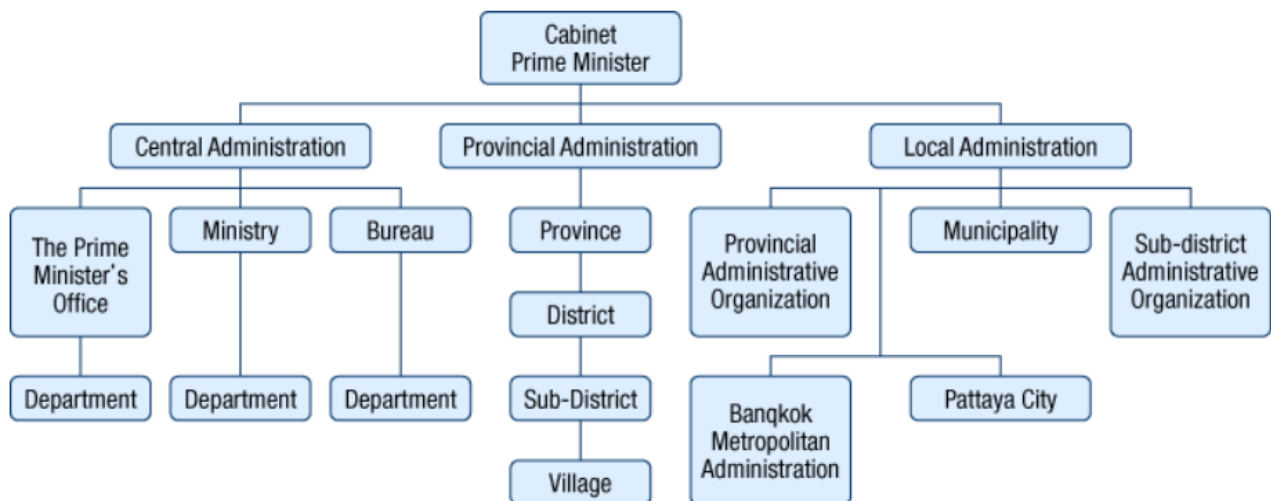 Cabinet
Prime Minister
Central Administration
Provincial Administration
Local Administration
The Prime
Minister's
Office
Ministry
Bureau
Province
Provincial
Administrative
Organization
Municipality
Sub-district
Administrative
Organization
District
Department
Department
Department
Sub-District
Banqkok
Metropolitan
Administration
Pattaya City
Village